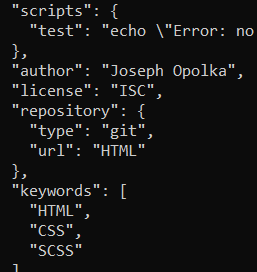 "scripts": {
"test": "echo \"Error: no
},
"author": "Joseph Opolka",
"license": "ISC",
"repository": {
"type": "git",
"url": "HTML"
},
"keywords": [
"HTML",
"CSS",
"SCSS"
]